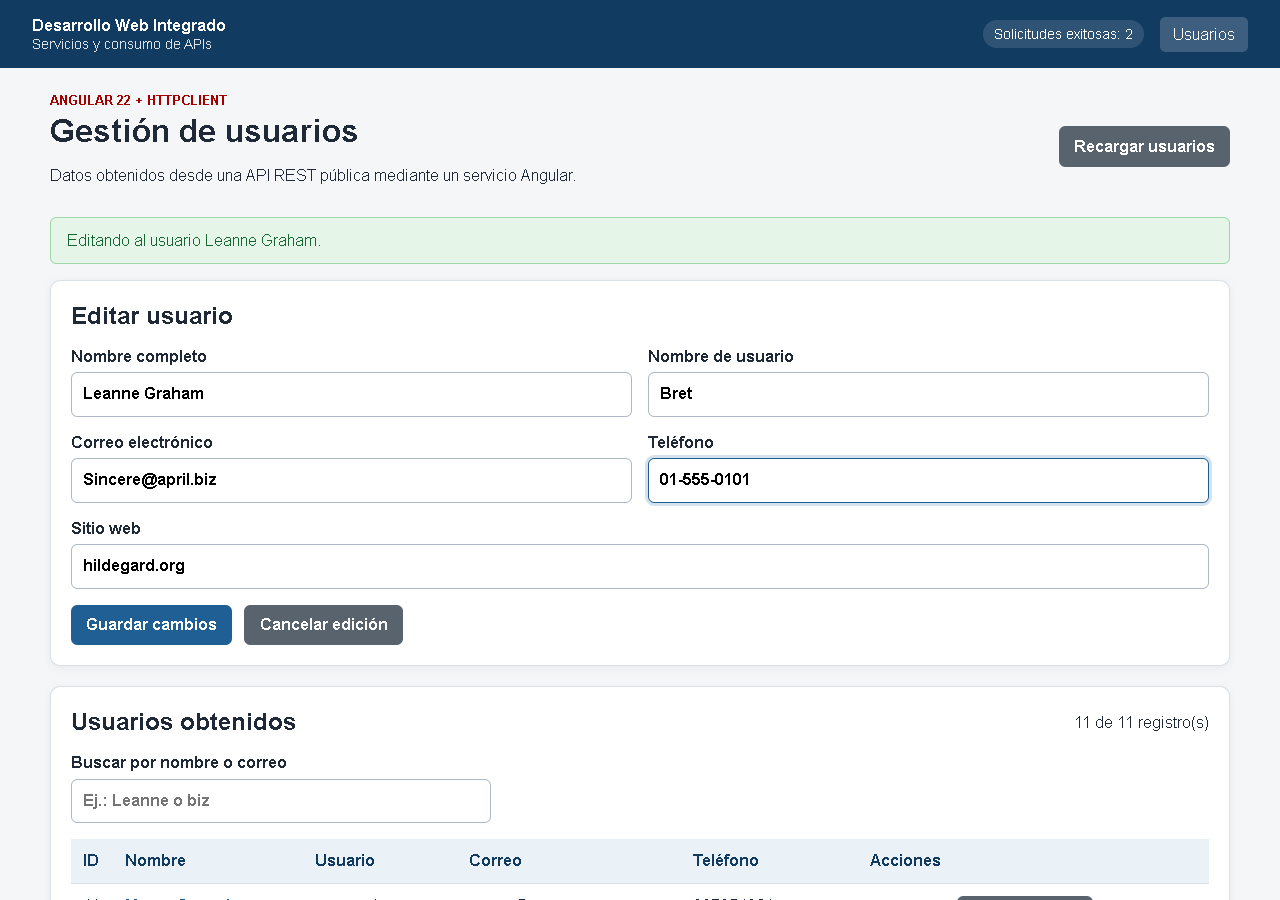 Desarrollo Web Integrado
Servicios y consumo de APIs
Solicitudes exitosas: 2
Usuarios
ANGULAR 22 + HTTPCLIENT
Gestión de usuarios
Recargar usuarios
Datos obtenidos desde una API REST pública mediante un servicio Angular.
Editando al usuario Leanne Graham.
Editar usuario
Nombre completo
Nombre de usuario
Leanne Graham
Bret
Correo electrónico
Teléfono
Sincere@april.biz
01-555-0101
Sitio web
hildegard.org
Guardar cambios
Cancelar edición
Usuarios obtenidos
11 de 11 registro(s)
Buscar por nombre o correo
Ej.: Leanne o biz
ID Nombre Usuario Correo Teléfono Acciones